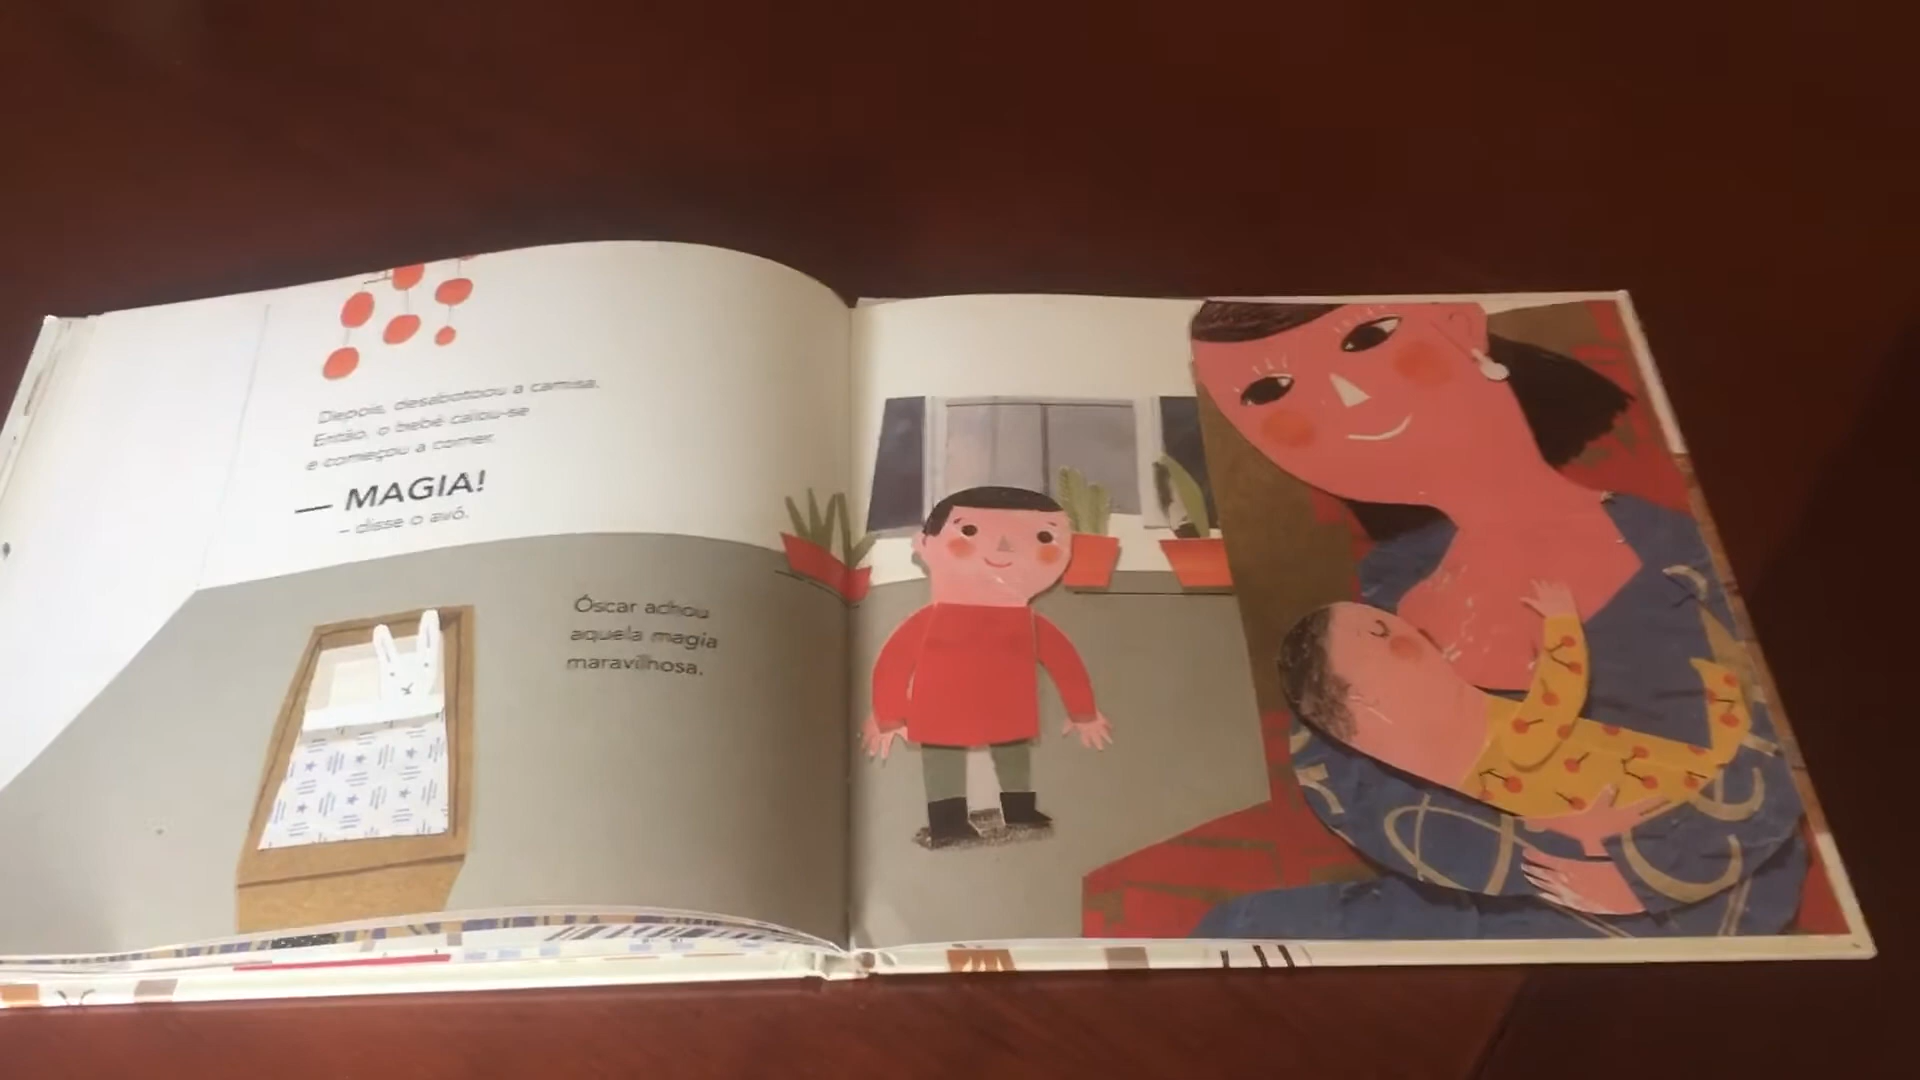 Depois, desabotoou a camisa.
Então, o bebé calou-se
e começou a comer.
— MAGIA!
– disse o avô.
Óscar achou
aquela magia
maravilhosa.